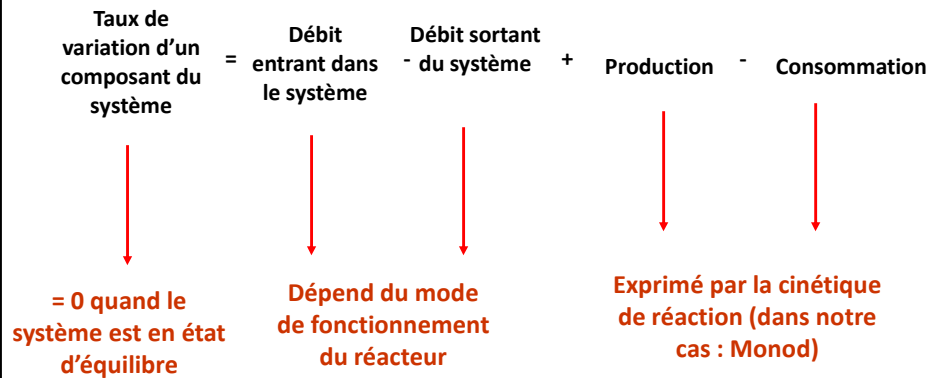 Taux de
variation d'un
composant du
système
=
Débit
entrant dans
le système
-
Débit sortant
du système
+
Production
-
Consommation
= 0 quand le
système est en état
d'équilibre
Dépend du mode
de fonctionnement
du réacteur
Exprimé par la cinétique
de réaction (dans notre
cas : Monod)